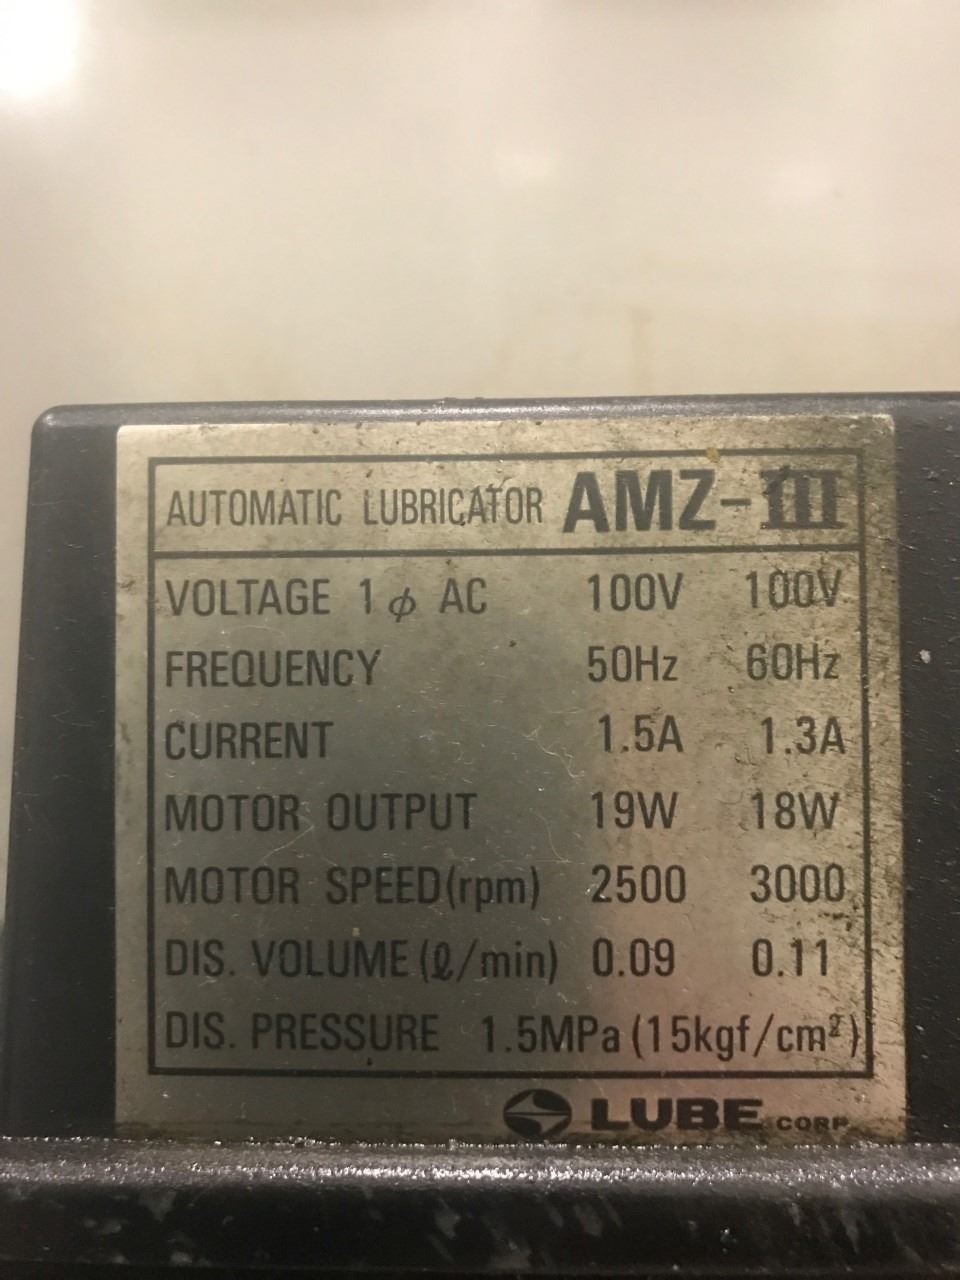 AUTOMATIC LUBRICATOR AMZ-III
VOLTAGE 1ϕ AC 100V 100V
FREQUENCY 50Hz 60Hz
CURRENT 1.5A 1.3A
MOTOR OUTPUT 19W 18W
MOTOR SPEED(rpm) 2500 3000
DIS. VOLUME(ℓ/min) 0.09 0.11
DIS. PRESSURE 1.5MPa(15kgf/cm²)
LUBE CORP.